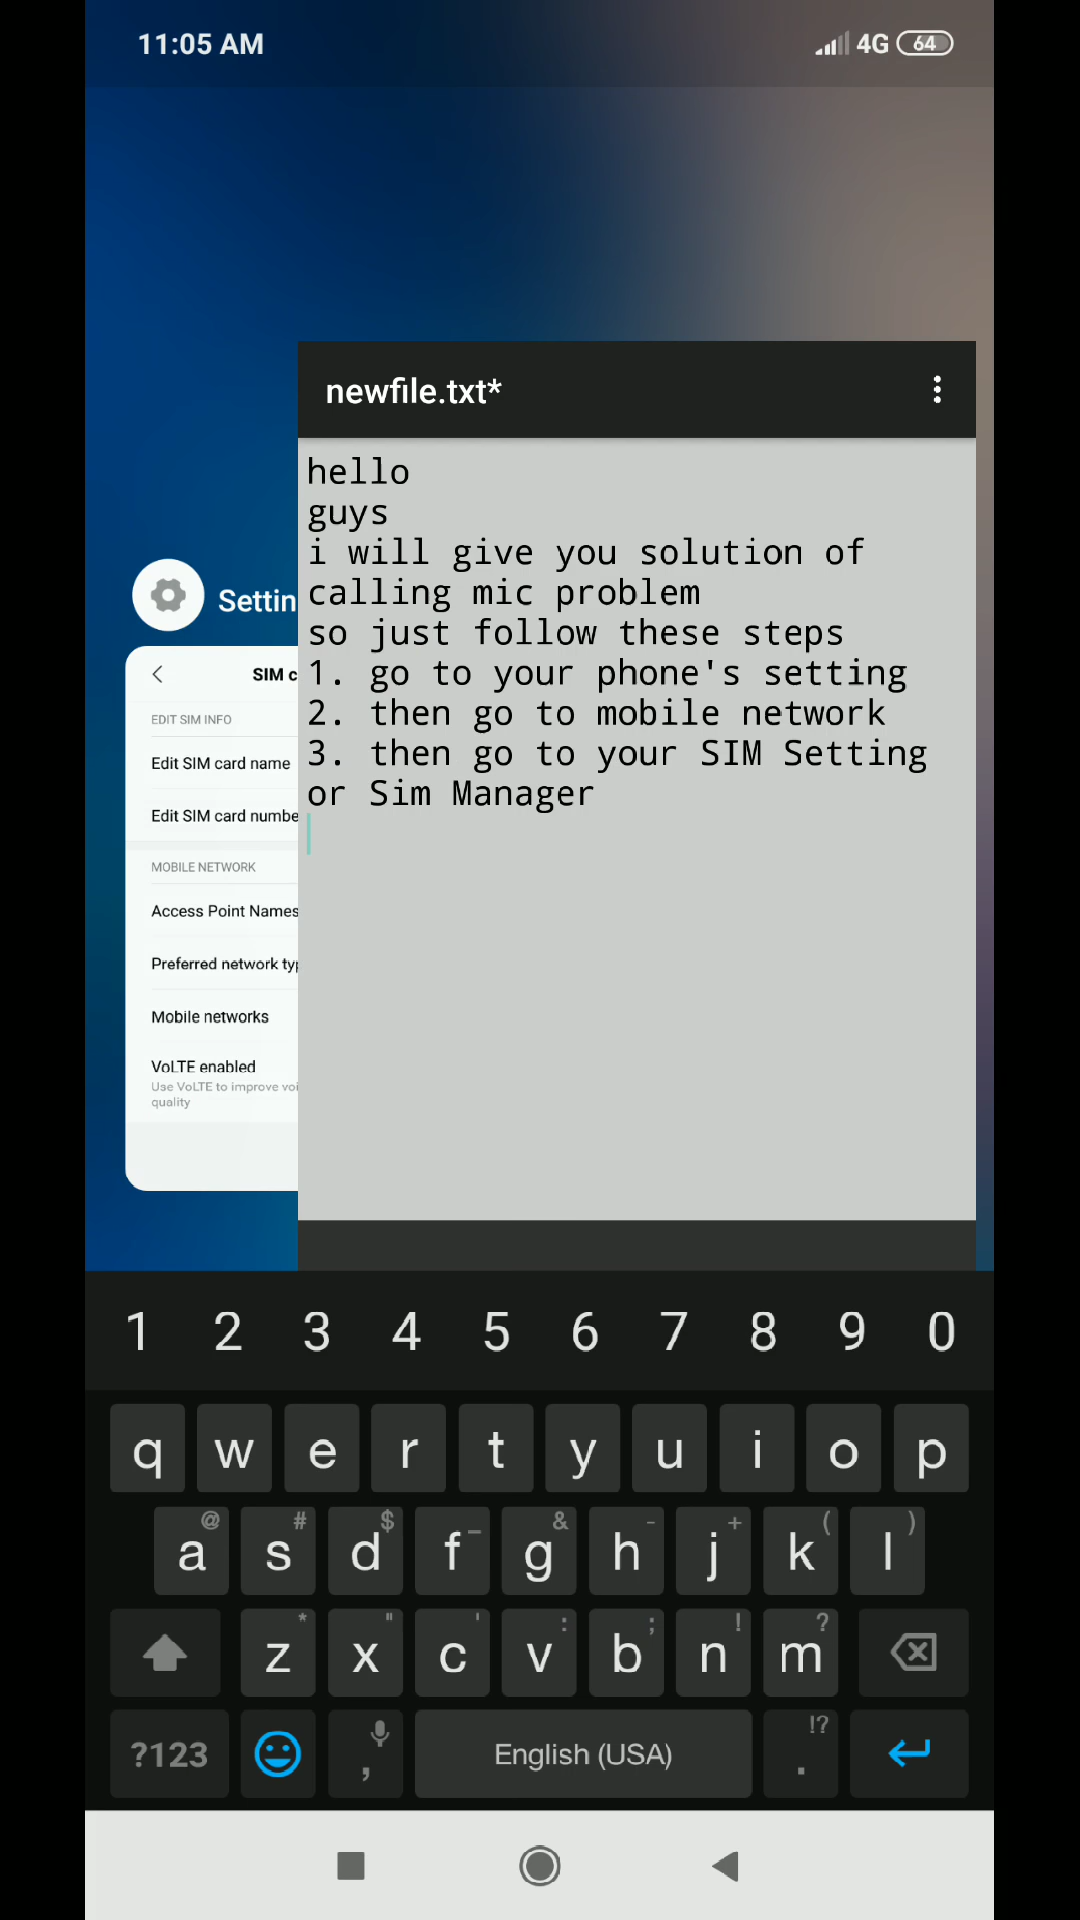 11:05 AM
4G 64
newfile.txt*
hello
guys
i will give you solution of
calling mic problem
so just follow these steps
1. go to your phone's setting
2. then go to mobile network
3. then go to your SIM Setting
or Sim Manager
Settin
SIM c
EDIT SIM INFO
Edit SIM card name
Edit SIM card numbe
MOBILE NETWORK
Access Point Names
Preferred network typ
Mobile networks
VoLTE enabled
Use VoLTE to improve voi
quality
1 2 3 4 5 6 7 8 9 0
q w e r t y u i o p
@ # $ _ & - + ( )
a s d f g h j k l
* " ' : ; ! ?
z x c v b n m
!?
?123 , English (USA) .